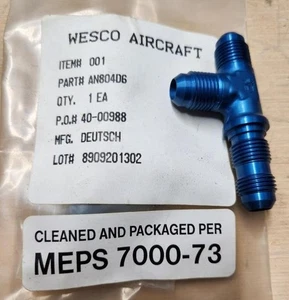 WESCO AIRCRAFT
ITEM# 001
PART# AN804D6
QTY. 1 EA
P.O.# 40-00988
MFG. DEUTSCH
LOT# 8909201302
CLEANED AND PACKAGED PER
MEPS 7000-73